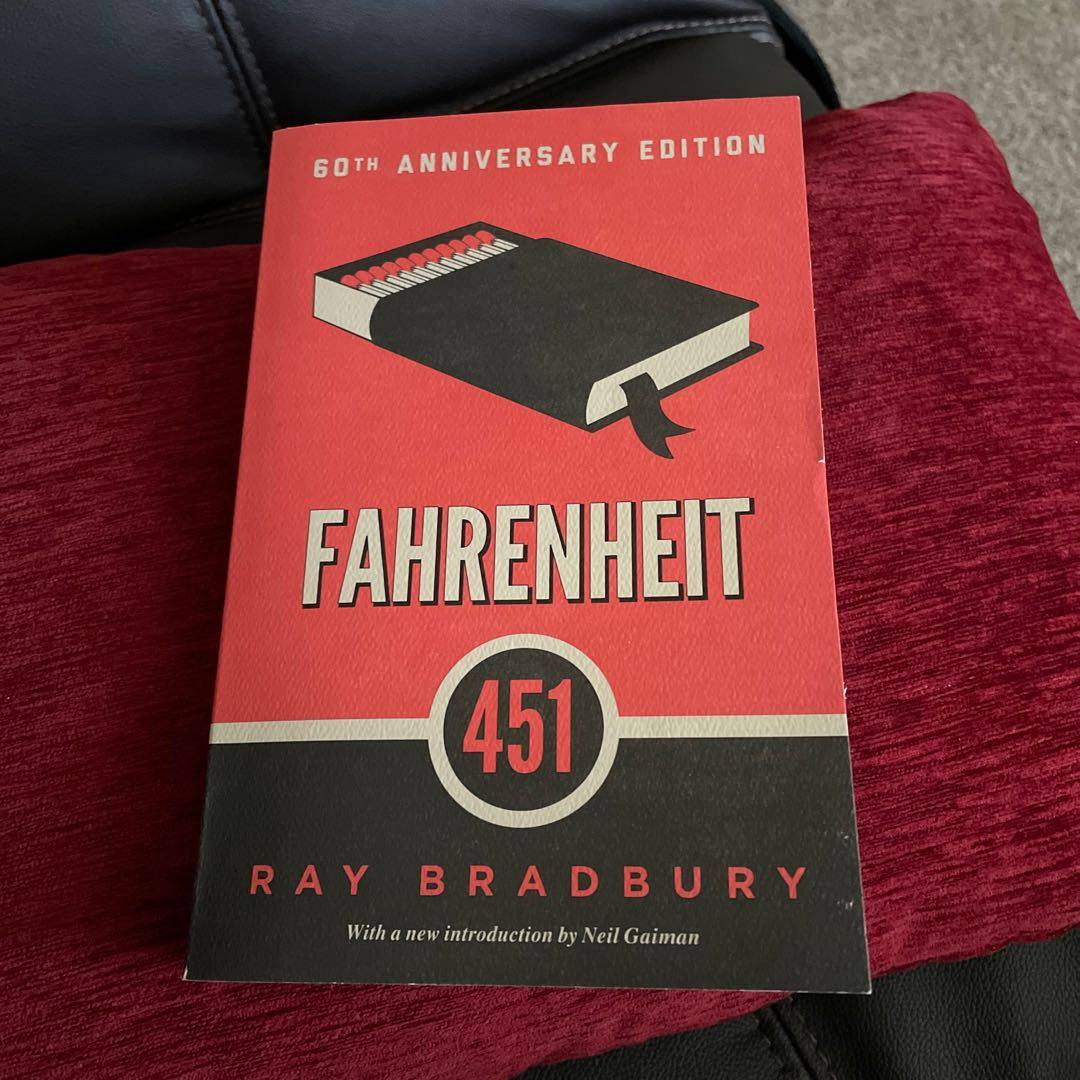 60TH ANNIVERSARY EDITION
FAHRENHEIT
451
RAY BRADBURY
With a new introduction by Neil Gaiman